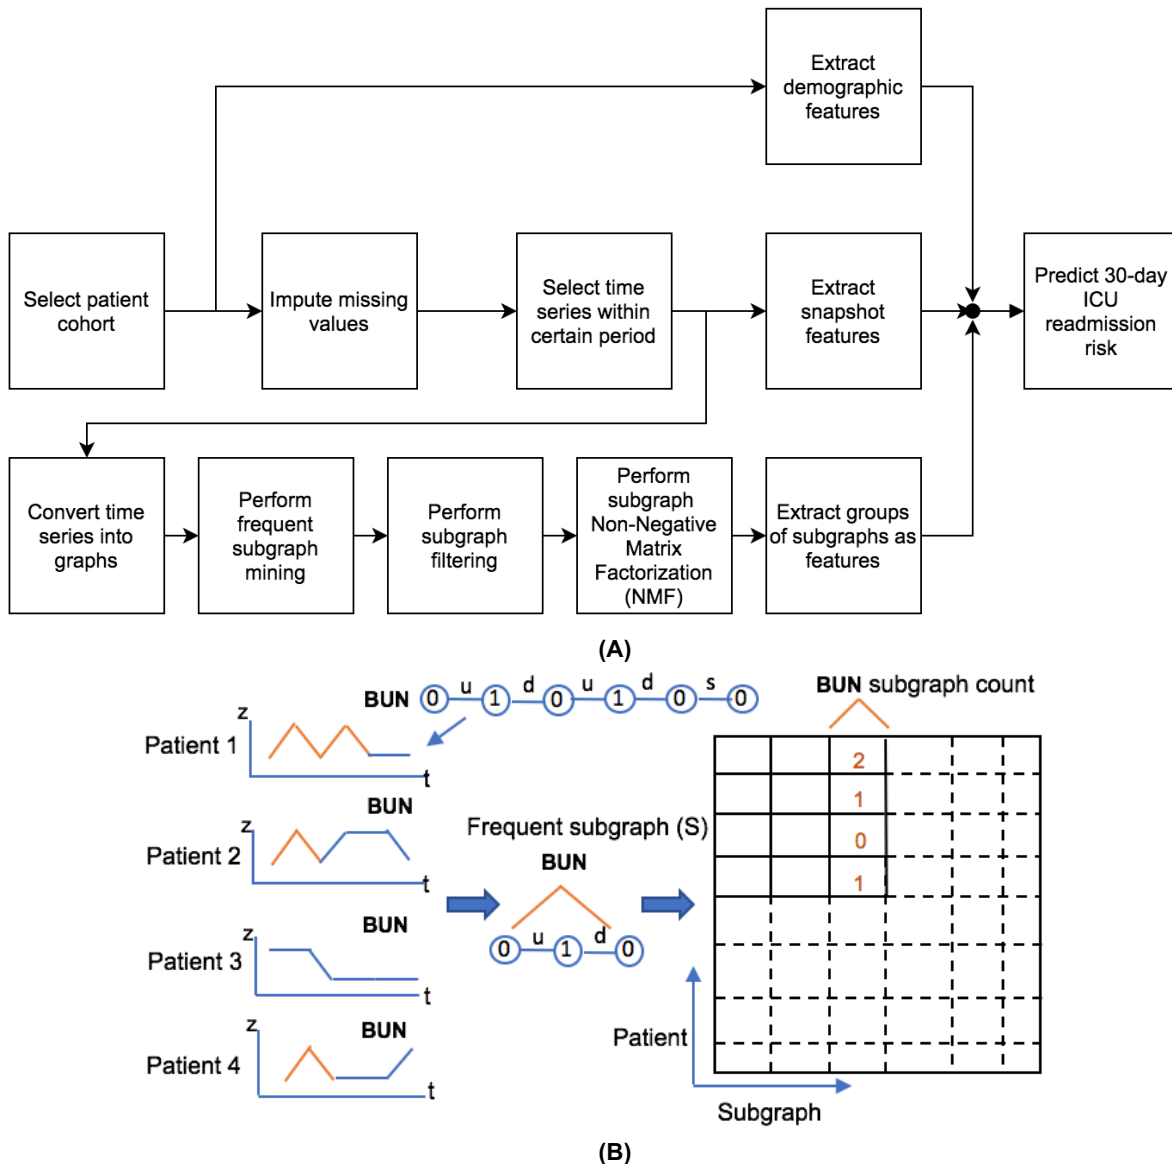 Extract
demographic
features
Select patient
cohort
Impute missing
values
Select time
series within
certain period
Extract
snapshot
features
Predict 30-day
ICU
readmission
risk
Convert time
series into
graphs
Perform
frequent
subgraph
mining
Perform
subgraph
filtering
Perform
subgraph
Non-Negative
Matrix
Factorization
(NMF)
Extract groups
of subgraphs as
features
(A)
BUN 0 u 1 d 0 u 1 d 0 s 0
Patient 1
z
t
BUN
Patient 2
z
t
BUN
Patient 3
z
t
BUN
Patient 4
z
t
Frequent subgraph (S)
BUN
0 u 1 d 0
BUN subgraph count
2
1
0
1
Patient
Subgraph
(B)